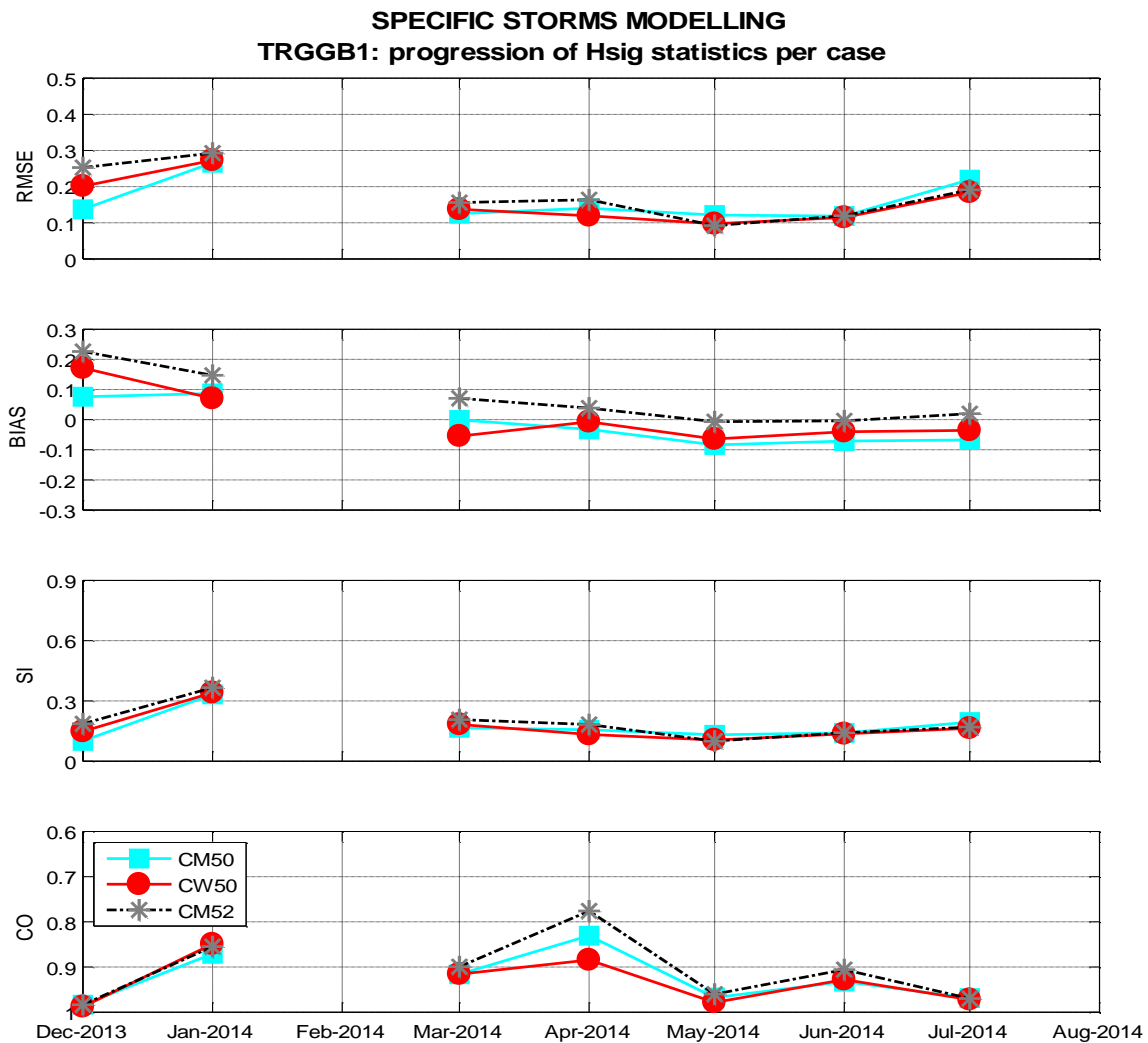 SPECIFIC STORMS MODELLING
TRGGB1: progression of Hsig statistics per case
0.5
0.4
0.3
0.2
0.1
0
RMSE
0.3
0.2
0.1
0
-0.1
-0.2
-0.3
BIAS
0.9
0.6
0.3
0
SI
0.6
0.7
0.8
0.9
1
CO
CM50
CW50
CM52
Dec-2013 Jan-2014 Feb-2014 Mar-2014 Apr-2014 May-2014 Jun-2014 Jul-2014 Aug-2014